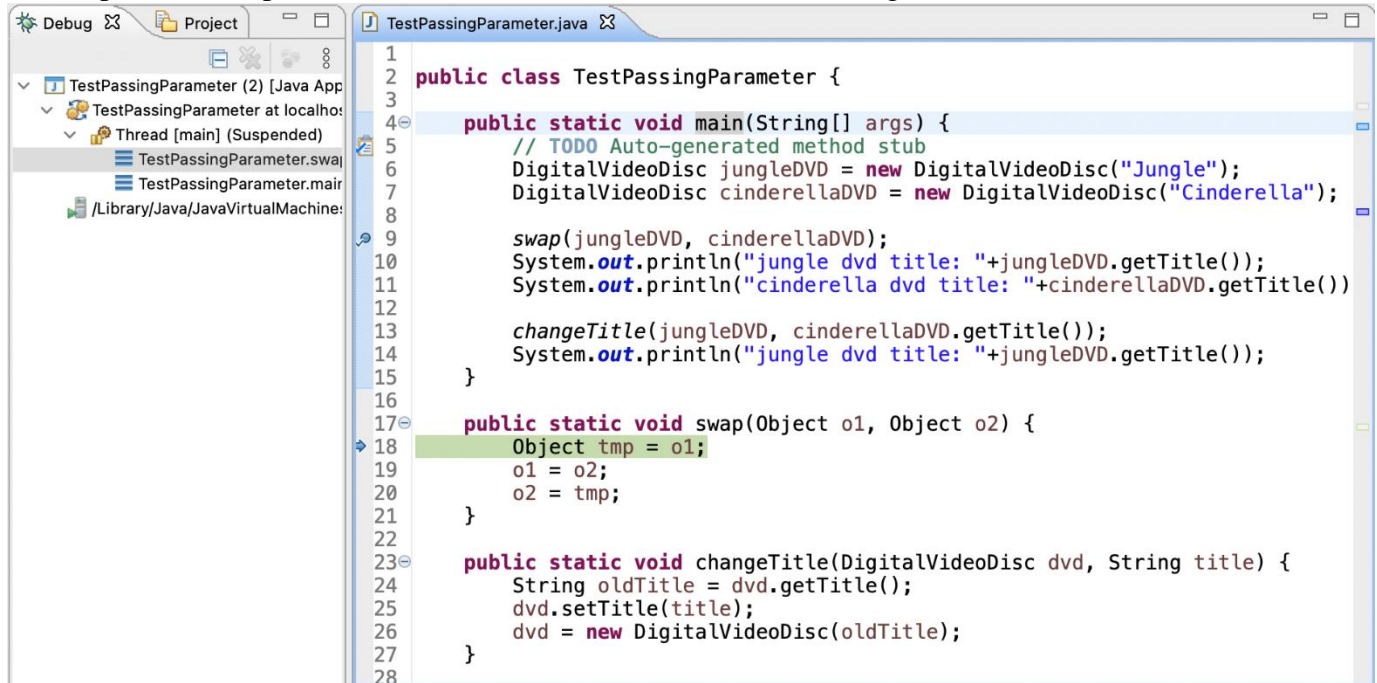 Debug
Project
TestPassingParameter (2) [Java App
TestPassingParameter at localhos
Thread [main] (Suspended)
TestPassingParameter.swap
TestPassingParameter.main
/Library/Java/JavaVirtualMachines
TestPassingParameter.java
1
2 public class TestPassingParameter {
3
4 public static void main(String[] args) {
5 // TODO Auto-generated method stub
6 DigitalVideoDisc jungleDVD = new DigitalVideoDisc("Jungle");
7 DigitalVideoDisc cinderellaDVD = new DigitalVideoDisc("Cinderella");
8
9 swap(jungleDVD, cinderellaDVD);
10 System.out.println("jungle dvd title: "+jungleDVD.getTitle());
11 System.out.println("cinderella dvd title: "+cinderellaDVD.getTitle())
12
13 changeTitle(jungleDVD, cinderellaDVD.getTitle());
14 System.out.println("jungle dvd title: "+jungleDVD.getTitle());
15 }
16
17 public static void swap(Object o1, Object o2) {
18 Object tmp = o1;
19 o1 = o2;
20 o2 = tmp;
21 }
22
23 public static void changeTitle(DigitalVideoDisc dvd, String title) {
24 String oldTitle = dvd.getTitle();
25 dvd.setTitle(title);
26 dvd = new DigitalVideoDisc(oldTitle);
27 }
28